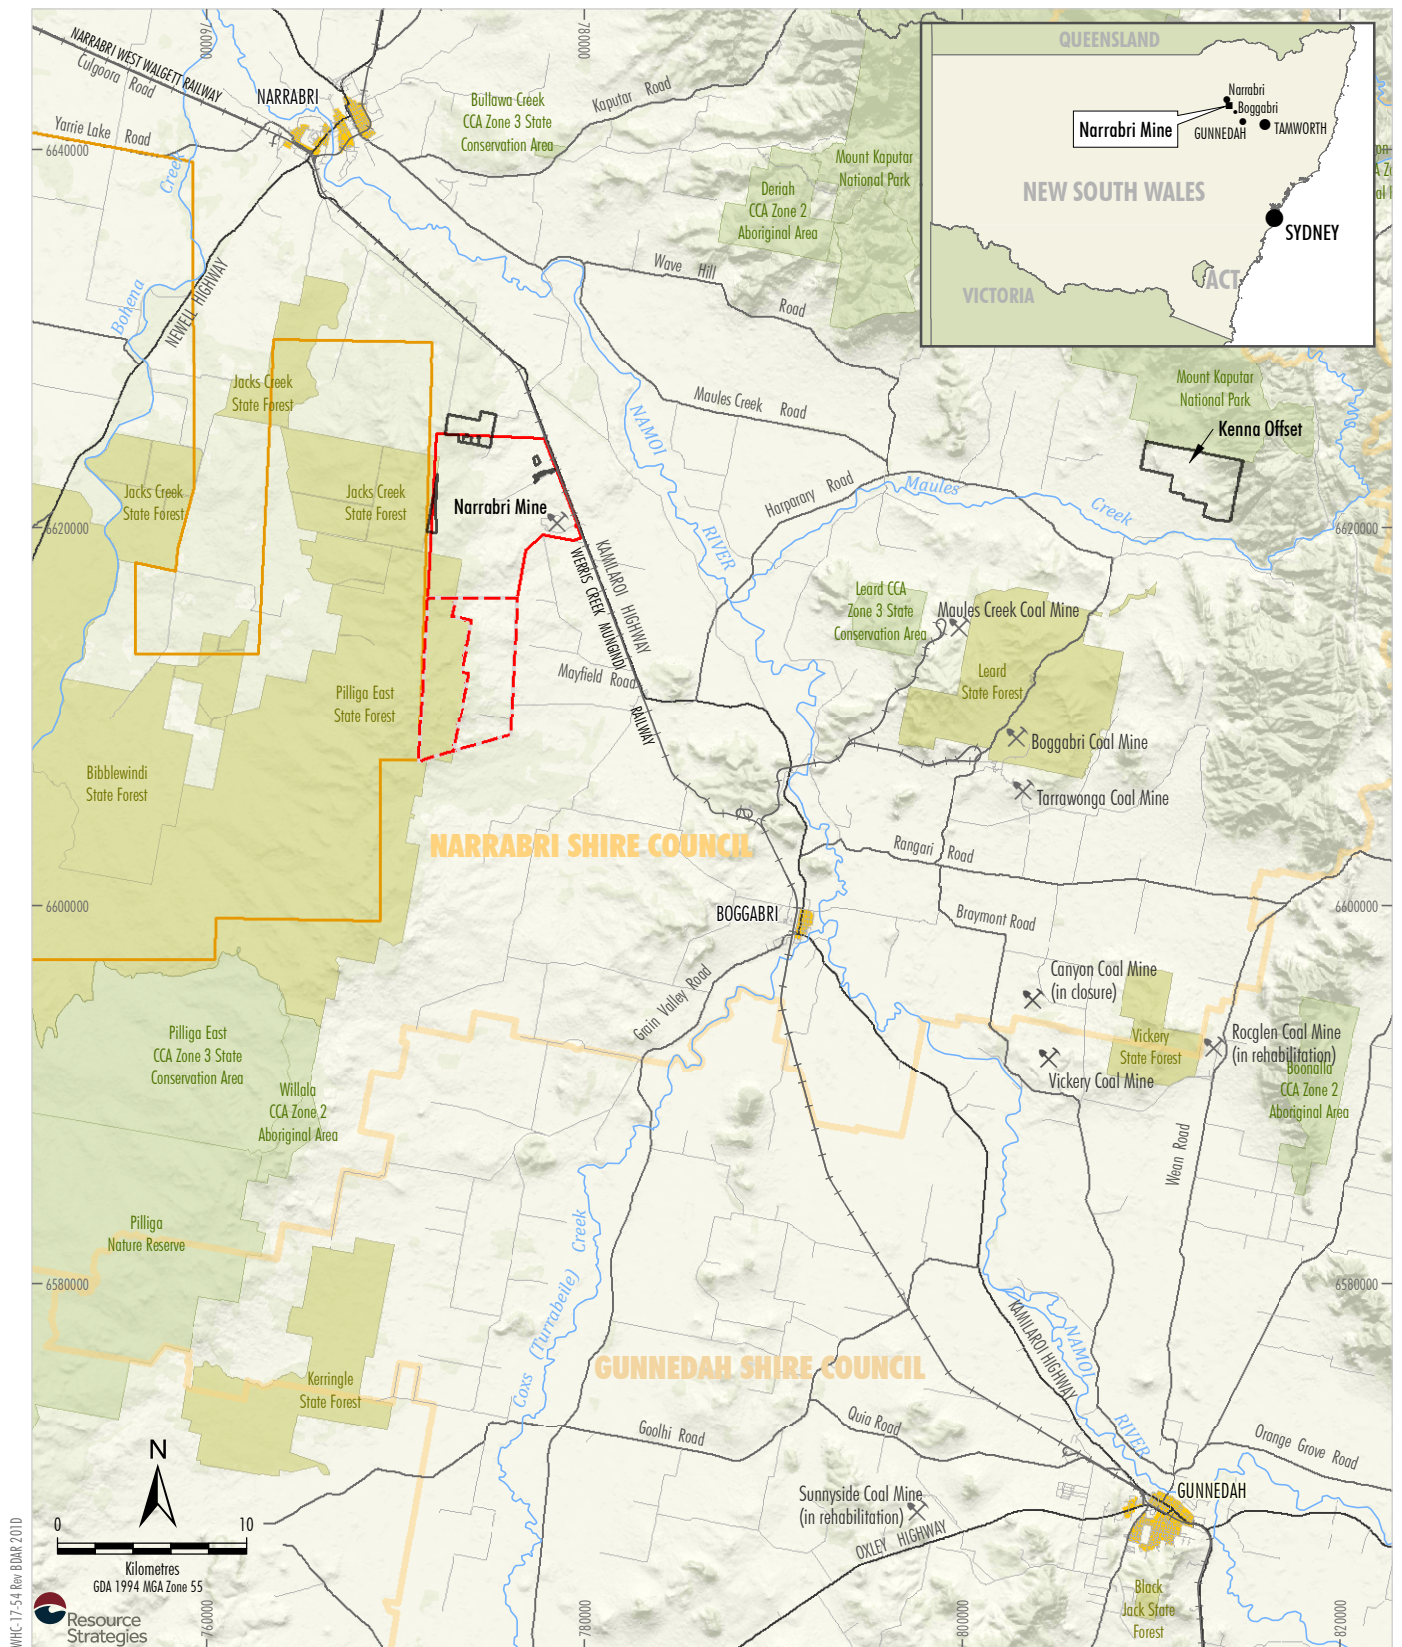 760000
780000
QUEENSLAND
Narrabri
Boggabri
Narrabri Mine
GUNNEDAH
TAMWORTH
NEW SOUTH WALES
SYDNEY
ACT
VICTORIA
NARRABRI WEST WALGETT RAILWAY
Culgoora Road
NARRABRI
Yarrie Lake Road
6640000
Creek
Bohena
NEWELL HIGHWAY
Bullawa Creek
CCA Zone 3 State
Conservation Area
Kaputar Road
Mount Kaputar
National Park
Deriah
CCA Zone 2
Aboriginal Area
Wave Hill
Road
Jacks Creek
State Forest
Maules Creek Road
NAMOI
RIVER
Mount Kaputar
National Park
Kenna Offset
Jacks Creek
State Forest
Jacks Creek
State Forest
Narrabri Mine
Harparary Road
Maules
Creek
6620000
6620000
KAMILAROI HIGHWAY
WERRIS CREEK MUNGINDI
RAILWAY
Mayfield Road
Leard CCA
Zone 3 State
Conservation Area
Maules Creek Coal Mine
Leard
State Forest
Pilliga East
State Forest
Boggabri Coal Mine
Bibblewindi
State Forest
Tarrawonga Coal Mine
NARRABRI SHIRE COUNCIL
Rangari Road
6600000
6600000
BOGGABRI
Braymont Road
Grain Valley Road
Canyon Coal Mine
(in closure)
Pilliga East
CCA Zone 3 State
Conservation Area
Vickery
State Forest
Rocglen Coal Mine
(in rehabilitation)
Vickery Coal Mine
Boonalla
CCA Zone 2
Aboriginal Area
Willala
CCA Zone 2
Aboriginal Area
Wean Road
Pilliga
Nature Reserve
6580000
6580000
Coxs (Turrabeile) Creek
KAMILAROI HIGHWAY
NAMOI
RIVER
GUNNEDAH SHIRE COUNCIL
Kerringle
State Forest
Goolhi Road
Quia Road
Orange Grove Road
Sunnyside Coal Mine
(in rehabilitation)
GUNNEDAH
OXLEY HIGHWAY
Black
Jack State
Forest
N
0 10
Kilometres
GDA 1994 MGA Zone 55
WHC-17-54 Rev BDAR 201D
Resource
Strategies
760000
780000
800000
820000